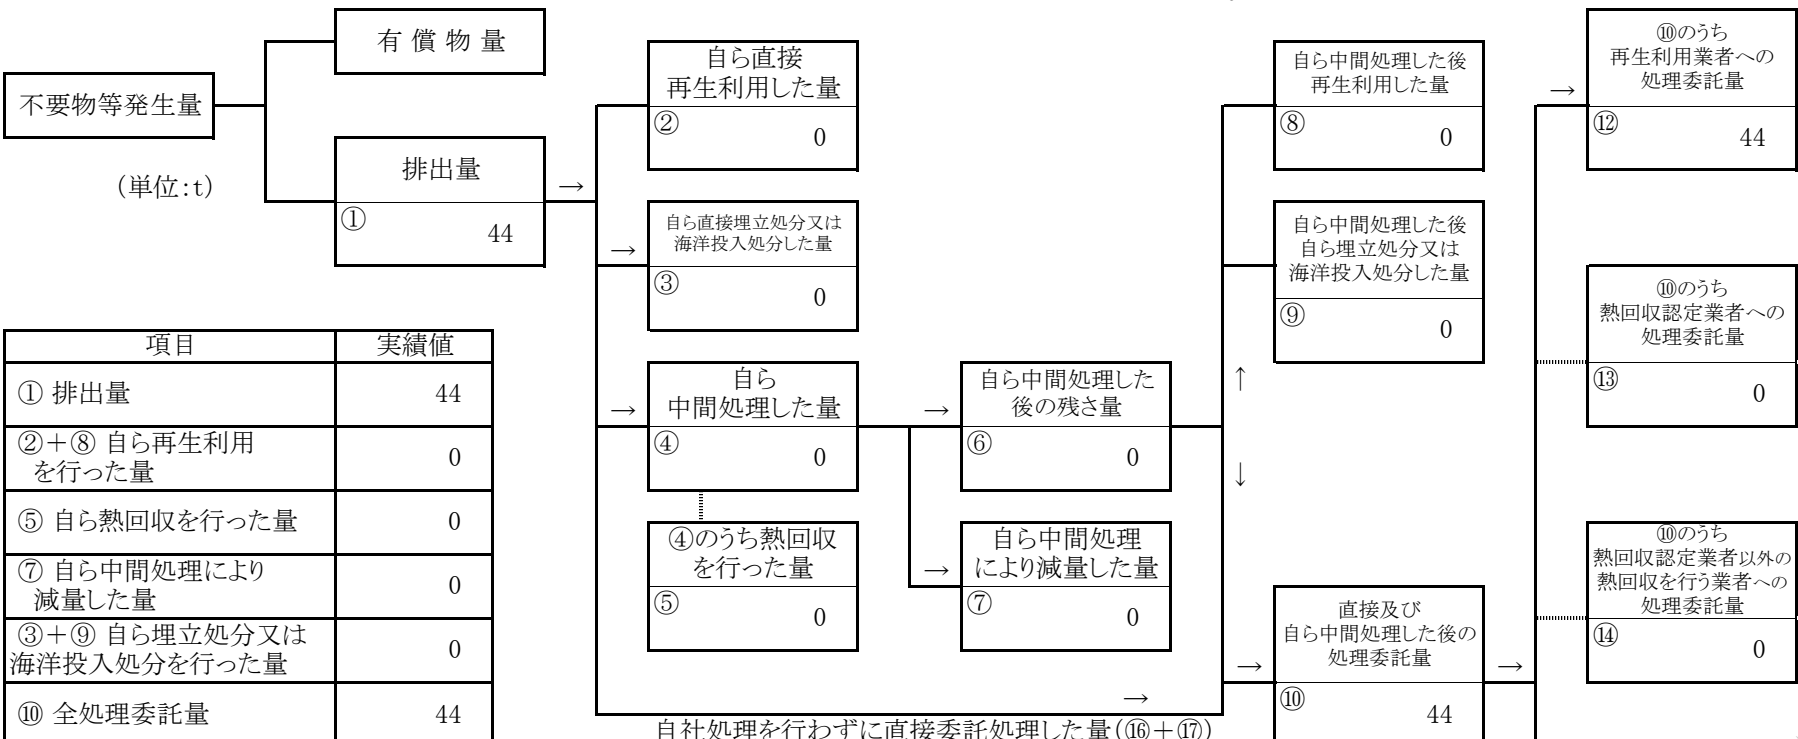 不要物等発生量
(単位:t)
有 償 物 量
排出量
①
44
→
自ら直接
再生利用した量
②
0
→
自ら直接埋立処分又は
海洋投入処分した量
③
0
→
自ら
中間処理した量
④
0
④のうち熱回収
を行った量
⑤
0
→
自ら中間処理した
後の残さ量
⑥
0
→
自ら中間処理
により減量した量
⑦
0
自ら中間処理した後
再生利用した量
⑧
0
自ら中間処理した後
自ら埋立処分又は
海洋投入処分した量
⑨
0
↑
↓
→
直接及び
自ら中間処理した後の
処理委託量
⑩
44
→
自社処理を行わずに直接委託処理した量(⑯+⑰)
→
→
⑩のうち
再生利用業者への
処理委託量
⑫
44
⑩のうち
熱回収認定業者への
処理委託量
⑬
0
⑩のうち
熱回収認定業者以外の
熱回収を行う業者への
処理委託量
⑭
0
項目 実績値
① 排出量 44
②+⑧ 自ら再生利用
を行った量 0
⑤ 自ら熱回収を行った量 0
⑦ 自ら中間処理により
減量した量 0
③+⑨ 自ら埋立処分又は
海洋投入処分を行った量 0
⑩ 全処理委託量 44